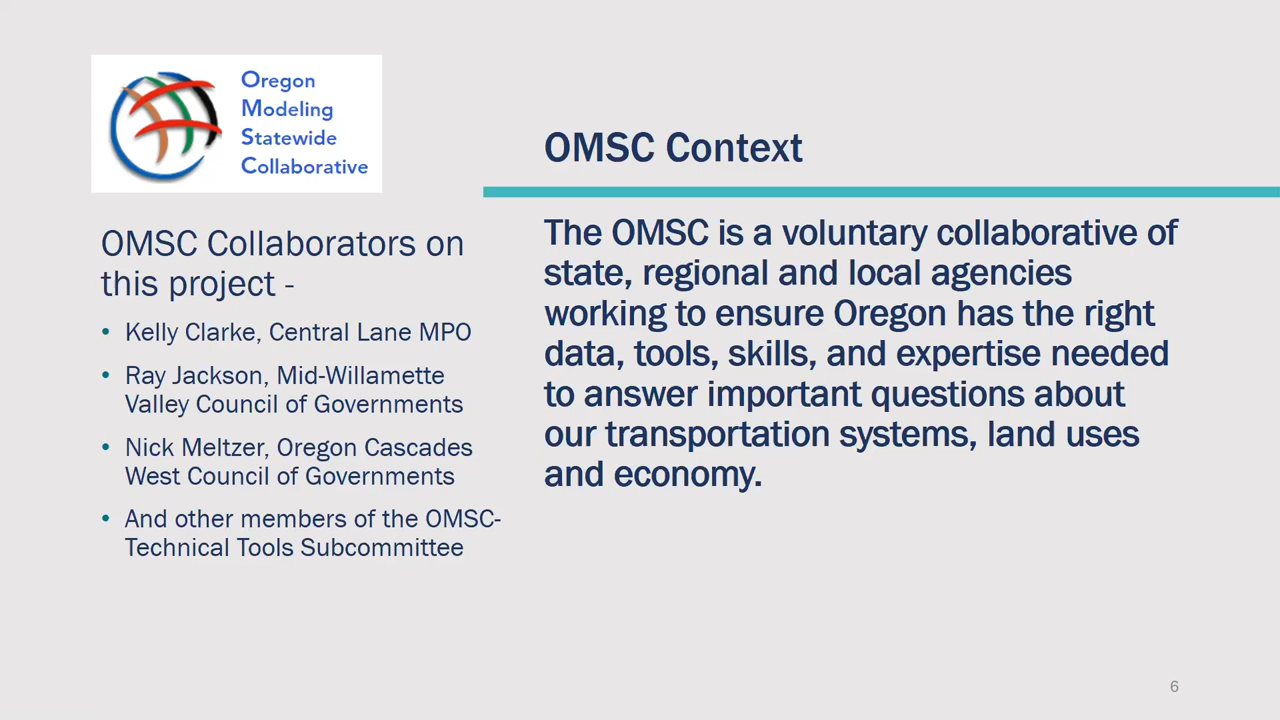 Oregon
Modeling
Statewide
Collaborative
OMSC Collaborators on
this project -
• Kelly Clarke, Central Lane MPO
• Ray Jackson, Mid-Willamette
Valley Council of Governments
• Nick Meltzer, Oregon Cascades
West Council of Governments
• And other members of the OMSC-
Technical Tools Subcommittee
OMSC Context
The OMSC is a voluntary collaborative of
state, regional and local agencies
working to ensure Oregon has the right
data, tools, skills, and expertise needed
to answer important questions about
our transportation systems, land uses
and economy.
6